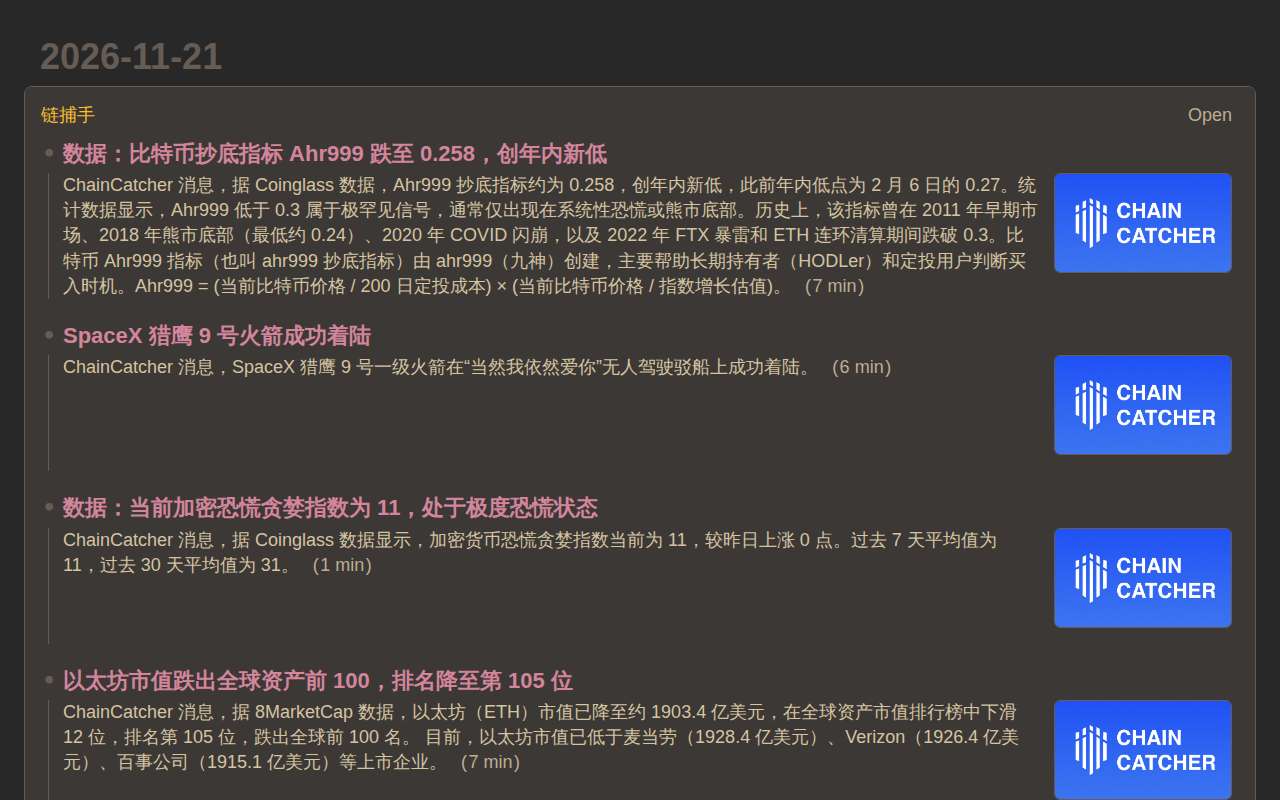 2026-11-21
链捕手
Open
数据：比特币抄底指标 Ahr999 跌至 0.258，创年内新低
ChainCatcher 消息，据 Coinglass 数据，Ahr999 抄底指标约为 0.258，创年内新低，此前年内低点为 2 月 6 日的 0.27。统
计数据显示，Ahr999 低于 0.3 属于极罕见信号，通常仅出现在系统性恐慌或熊市底部。历史上，该指标曾在 2011 年早期市
场、2018 年熊市底部（最低约 0.24）、2020 年 COVID 闪崩，以及 2022 年 FTX 暴雷和 ETH 连环清算期间跌破 0.3。比
特币 Ahr999 指标（也叫 ahr999 抄底指标）由 ahr999（九神）创建，主要帮助长期持有者（HODLer）和定投用户判断买
入时机。Ahr999 = (当前比特币价格 / 200 日定投成本) × (当前比特币价格 / 指数增长估值)。 (7 min)
CHAIN
CATCHER
SpaceX 猎鹰 9 号火箭成功着陆
ChainCatcher 消息，SpaceX 猎鹰 9 号一级火箭在“当然我依然爱你”无人驾驶驳船上成功着陆。 (6 min)
CHAIN
CATCHER
数据：当前加密恐慌贪婪指数为 11，处于极度恐慌状态
ChainCatcher 消息，据 Coinglass 数据显示，加密货币恐慌贪婪指数当前为 11，较昨日上涨 0 点。过去 7 天平均值为
11，过去 30 天平均值为 31。 (1 min)
CHAIN
CATCHER
以太坊市值跌出全球资产前 100，排名降至第 105 位
ChainCatcher 消息，据 8MarketCap 数据，以太坊（ETH）市值已降至约 1903.4 亿美元，在全球资产市值排行榜中下滑
12 位，排名第 105 位，跌出全球前 100 名。 目前，以太坊市值已低于麦当劳（1928.4 亿美元）、Verizon（1926.4 亿美
元）、百事公司（1915.1 亿美元）等上市企业。 (7 min)
CHAIN
CATCHER